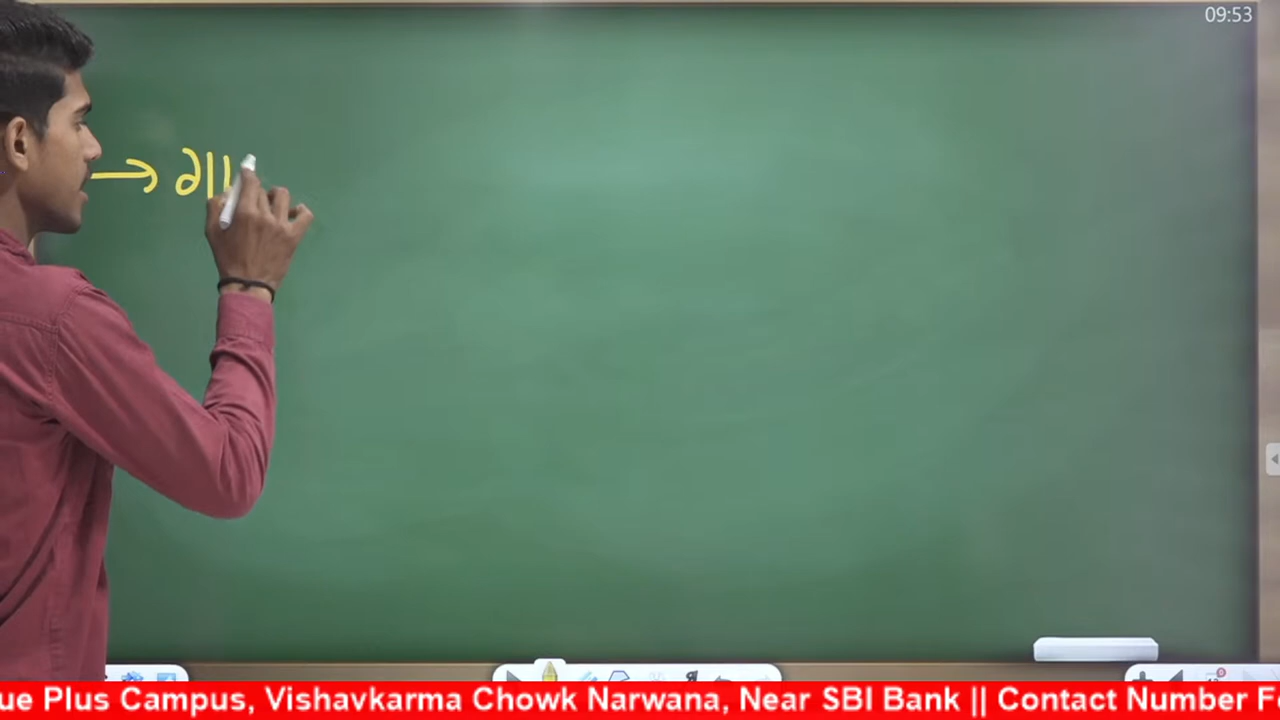 09:53
→ शा
ue Plus Campus, Vishavkarma Chowk Narwana, Near SBI Bank || Contact Number F